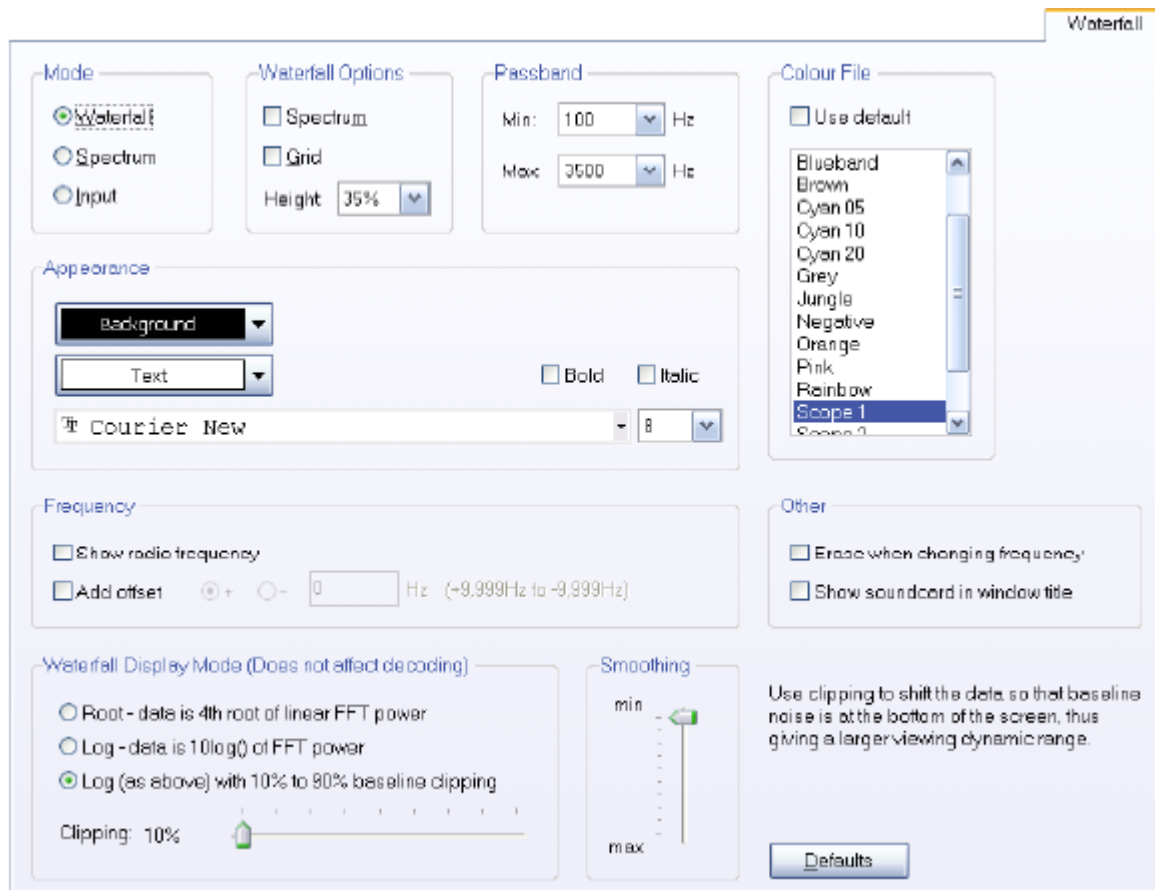 Waterfall
Mode
Waterfall
Spectrum
Input
Waterfall Options
Spectrum
Grid
Height 35%
Passband
Min: 100 Hz
Max: 3500 Hz
Colour File
Use default
Blueband
Brown
Cyan 05
Cyan 10
Cyan 20
Grey
Jungle
Negative
Orange
Pink
Rainbow
Scope 1
Scope 2
Appearance
Background
Text
Bold Italic
Courier New 8
Frequency
Show radio frequency
Add offset + - 0 Hz (+9.999Hz to -9.999Hz)
Other
Erase when changing frequency
Show soundcard in window title
Waterfall Display Mode (Does not affect decoding)
Root - data is 4th root of linear FFT power
Log - data is 10log() of FFT power
Log (as above) with 10% to 90% baseline clipping
Clipping: 10%
Smoothing
min
max
Use clipping to shift the data so that baseline
noise is at the bottom of the screen, thus
giving a larger viewing dynamic range.
Defaults